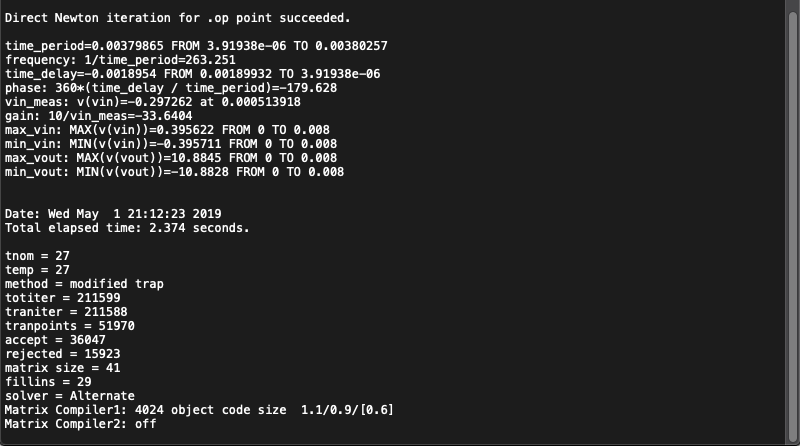 Direct Newton iteration for .op point succeeded.
time_period=0.00379865 FROM 3.91938e-06 TO 0.00380257
frequency: 1/time_period=263.251
time_delay=-0.0018954 FROM 0.00189932 TO 3.91938e-06
phase: 360*(time_delay / time_period)=-179.628
vin_meas: v(vin)=-0.297262 at 0.000513918
gain: 10/vin_meas=-33.6404
max_vin: MAX(v(vin))=0.395622 FROM 0 TO 0.008
min_vin: MIN(v(vin))=-0.395711 FROM 0 TO 0.008
max_vout: MAX(v(vout))=10.8845 FROM 0 TO 0.008
min_vout: MIN(v(vout))=-10.8828 FROM 0 TO 0.008
Date: Wed May  1 21:12:23 2019
Total elapsed time: 2.374 seconds.
tnom = 27
temp = 27
method = modified trap
totiter = 211599
traniter = 211588
tranpoints = 51970
accept = 36047
rejected = 15923
matrix size = 41
fillins = 29
solver = Alternate
Matrix Compiler1: 4024 object code size  1.1/0.9/[0.6]
Matrix Compiler2: off